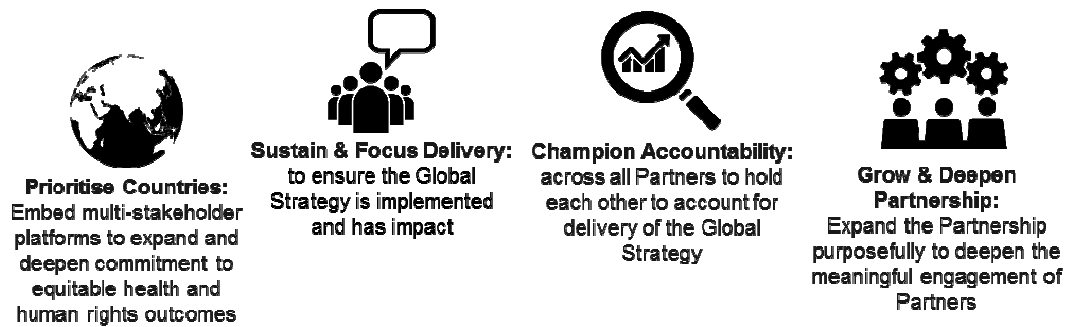 Prioritise Countries:
Embed multi-stakeholder
platforms to expand and
deepen commitment to
equitable health and
human rights outcomes
Sustain & Focus Delivery:
to ensure the Global
Strategy is implemented
and has impact
Champion Accountability:
across all Partners to hold
each other to account for
delivery of the Global
Strategy
Grow & Deepen
Partnership:
Expand the Partnership
purposefully to deepen the
meaningful engagement of
Partners